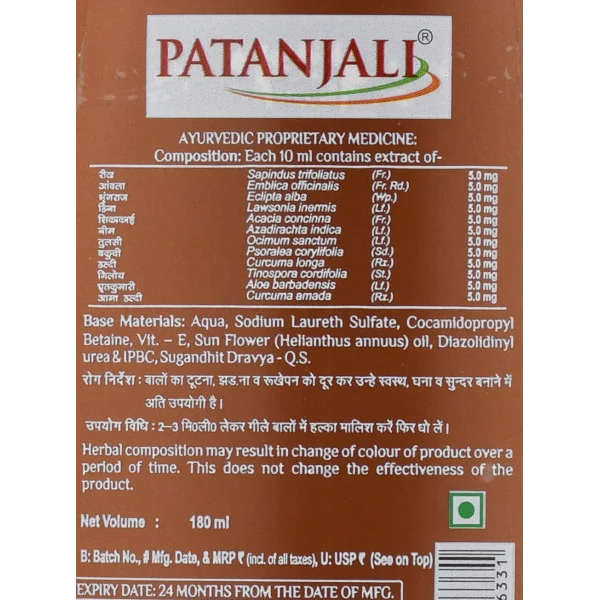 PATANJALI®
AYURVEDIC PROPRIETARY MEDICINE:
Composition: Each 10 ml contains extract of-
रीठा Sapindus trifoliatus (Fr.) 5.0 mg
आंवला Emblica officinalis (Fr. Rd.) 5.0 mg
भृंगराज Eclipta alba (Wp.) 5.0 mg
हिना Lawsonia inermis (Lf.) 5.0 mg
शिकाकाई Acacia concinna (Fr.) 5.0 mg
नीम Azadirachta indica (Lf.) 5.0 mg
तुलसी Ocimum sanctum (Lf.) 5.0 mg
बकुची Psoralea corylifolia (Sd.) 5.0 mg
हल्दी Curcuma longa (Rz.) 5.0 mg
गिलोय Tinospora cordifolia (St.) 5.0 mg
घृतकुमारी Aloe barbadensis (Lf.) 5.0 mg
आमा हल्दी Curcuma amada (Rz.) 5.0 mg
Base Materials: Aqua, Sodium Laureth Sulfate, Cocamidopropyl
Betaine, Vit. – E, Sun Flower (Helianthus annuus) oil, Diazolidinyl
urea & IPBC, Sugandhit Dravya - Q.S.
रोग निर्देश : बालों का टूटना, झड.ना व रूखेपन को दूर कर उन्हे स्वस्थ, घना व सुन्दर बनाने में
अति उपयोगी है।
उपयोग विधि : 2–3 मि०ली० लेकर गीले बालों में हल्का मालिश करें फिर धो लें।
Herbal composition may result in change of colour of product over a
period of time. This does not change the effectiveness of the
product.
Net Volume : 180 ml
B: Batch No., # Mfg. Date, & MRP ₹ (incl. of all taxes), U: USP ₹ (See on Top)
EXPIRY DATE: 24 MONTHS FROM THE DATE OF MFG.
6331